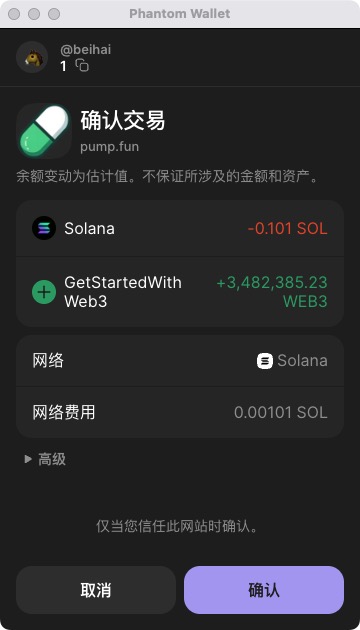 Phantom Wallet
@beihai
1
确认交易
pump.fun
余额变动为估计值。不保证所涉及的金额和资产。
Solana
-0.101 SOL
GetStartedWith
Web3
+3,482,385.23
WEB3
网络
Solana
网络费用
0.00101 SOL
高级
仅当您信任此网站时确认。
取消
确认